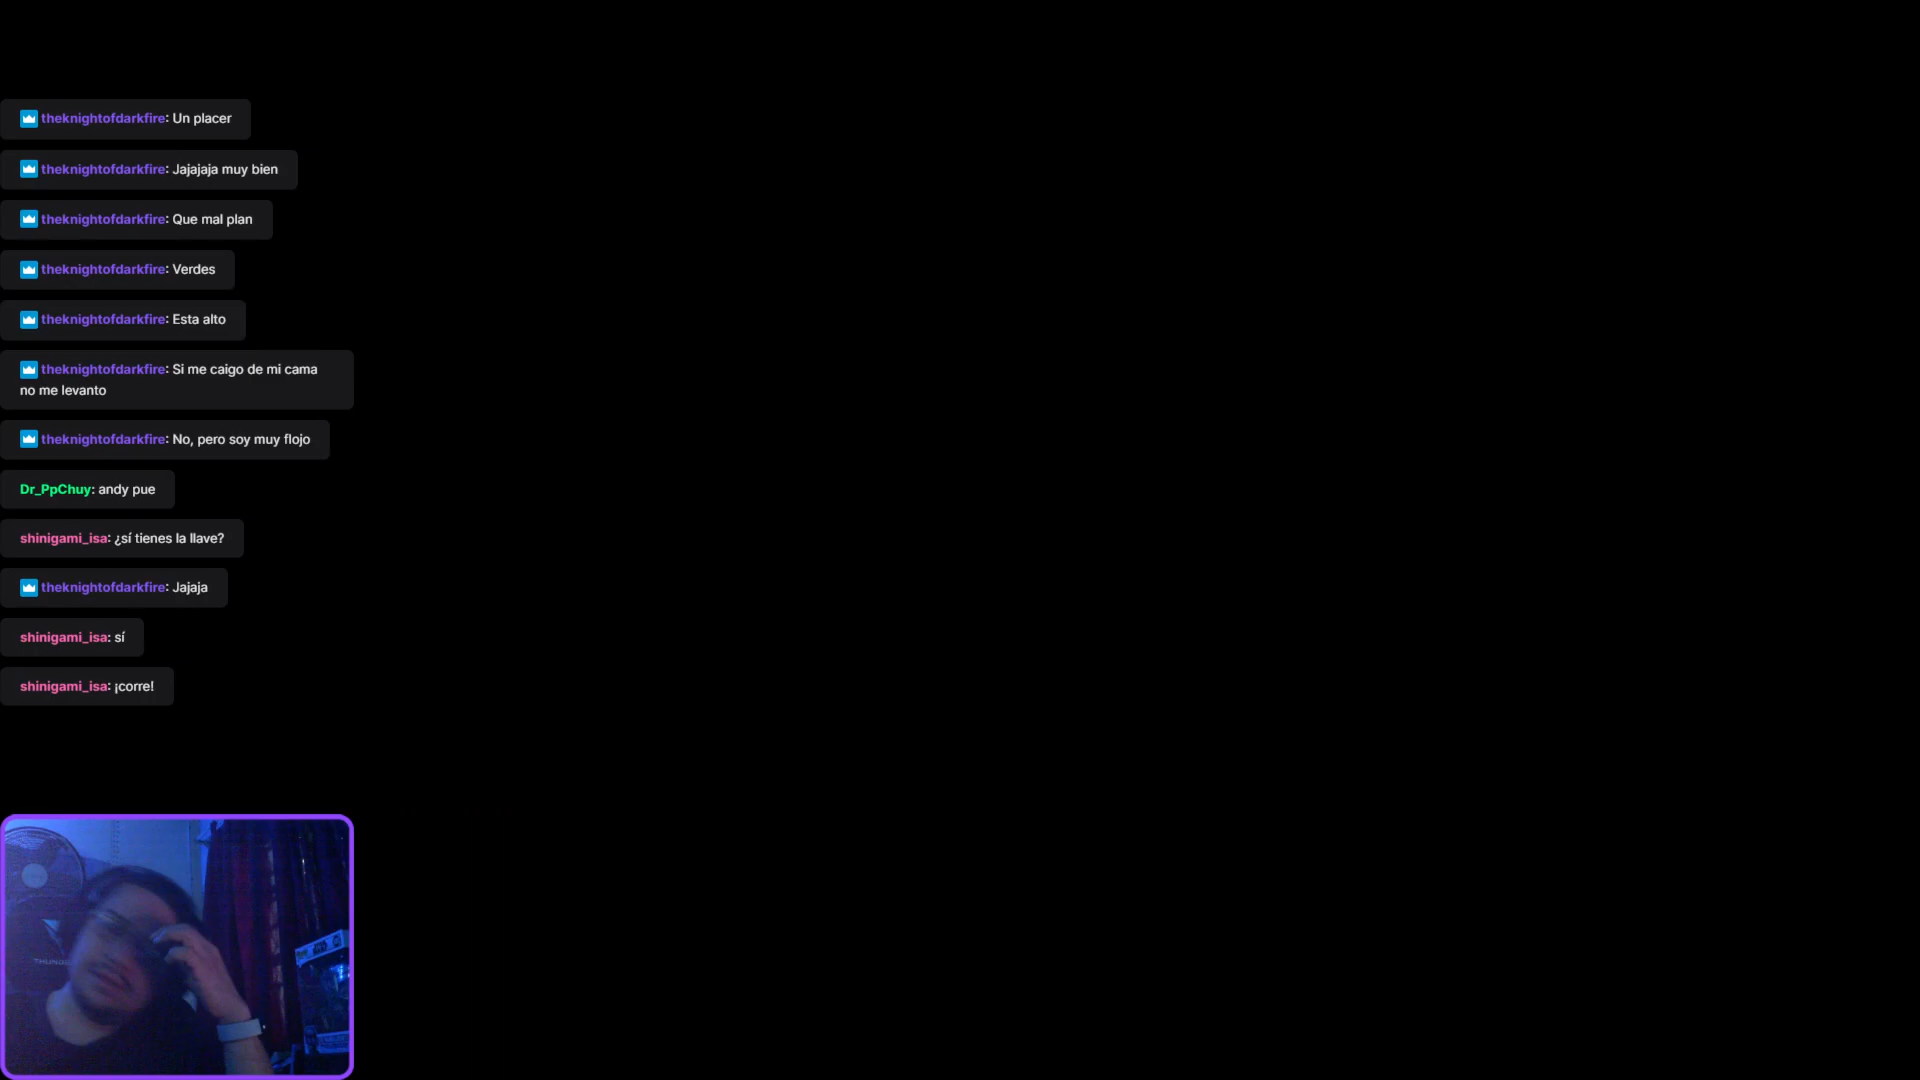 theknightofdarkfire: Un placer
theknightofdarkfire: Jajajaja muy bien
theknightofdarkfire: Que mal plan
theknightofdarkfire: Verdes
theknightofdarkfire: Esta alto
theknightofdarkfire: Si me caigo de mi cama
no me levanto
theknightofdarkfire: No, pero soy muy flojo
Dr_PpChuy: andy pue
shinigami_isa: ¿sí tienes la llave?
theknightofdarkfire: Jajaja
shinigami_isa: sí
shinigami_isa: ¡corre!
STAR
WARS